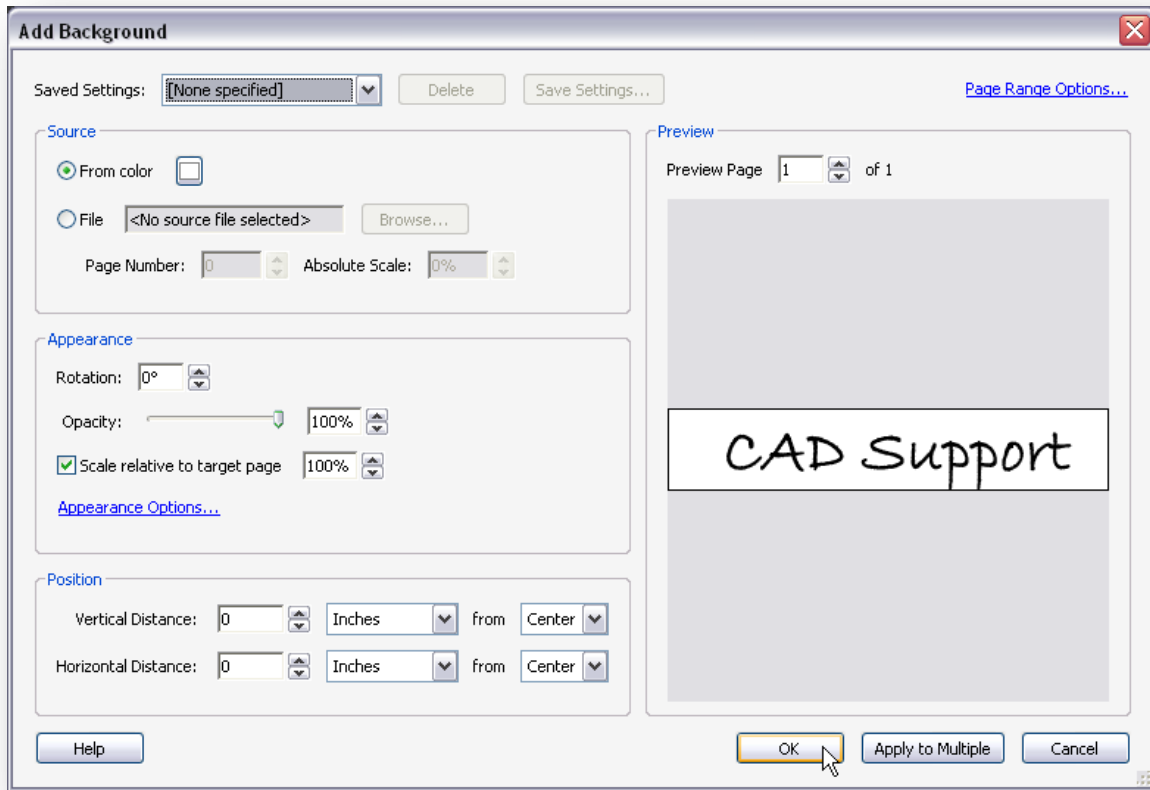 Add Background
Saved Settings: [None specified] Delete Save Settings... Page Range Options...
Source
From color
File <No source file selected> Browse...
Page Number: 0 Absolute Scale: 0%
Appearance
Rotation: 0°
Opacity: 100%
Scale relative to target page 100%
Appearance Options...
Position
Vertical Distance: 0 Inches from Center
Horizontal Distance: 0 Inches from Center
Preview
Preview Page 1 of 1
CAD Support
Help OK Apply to Multiple Cancel